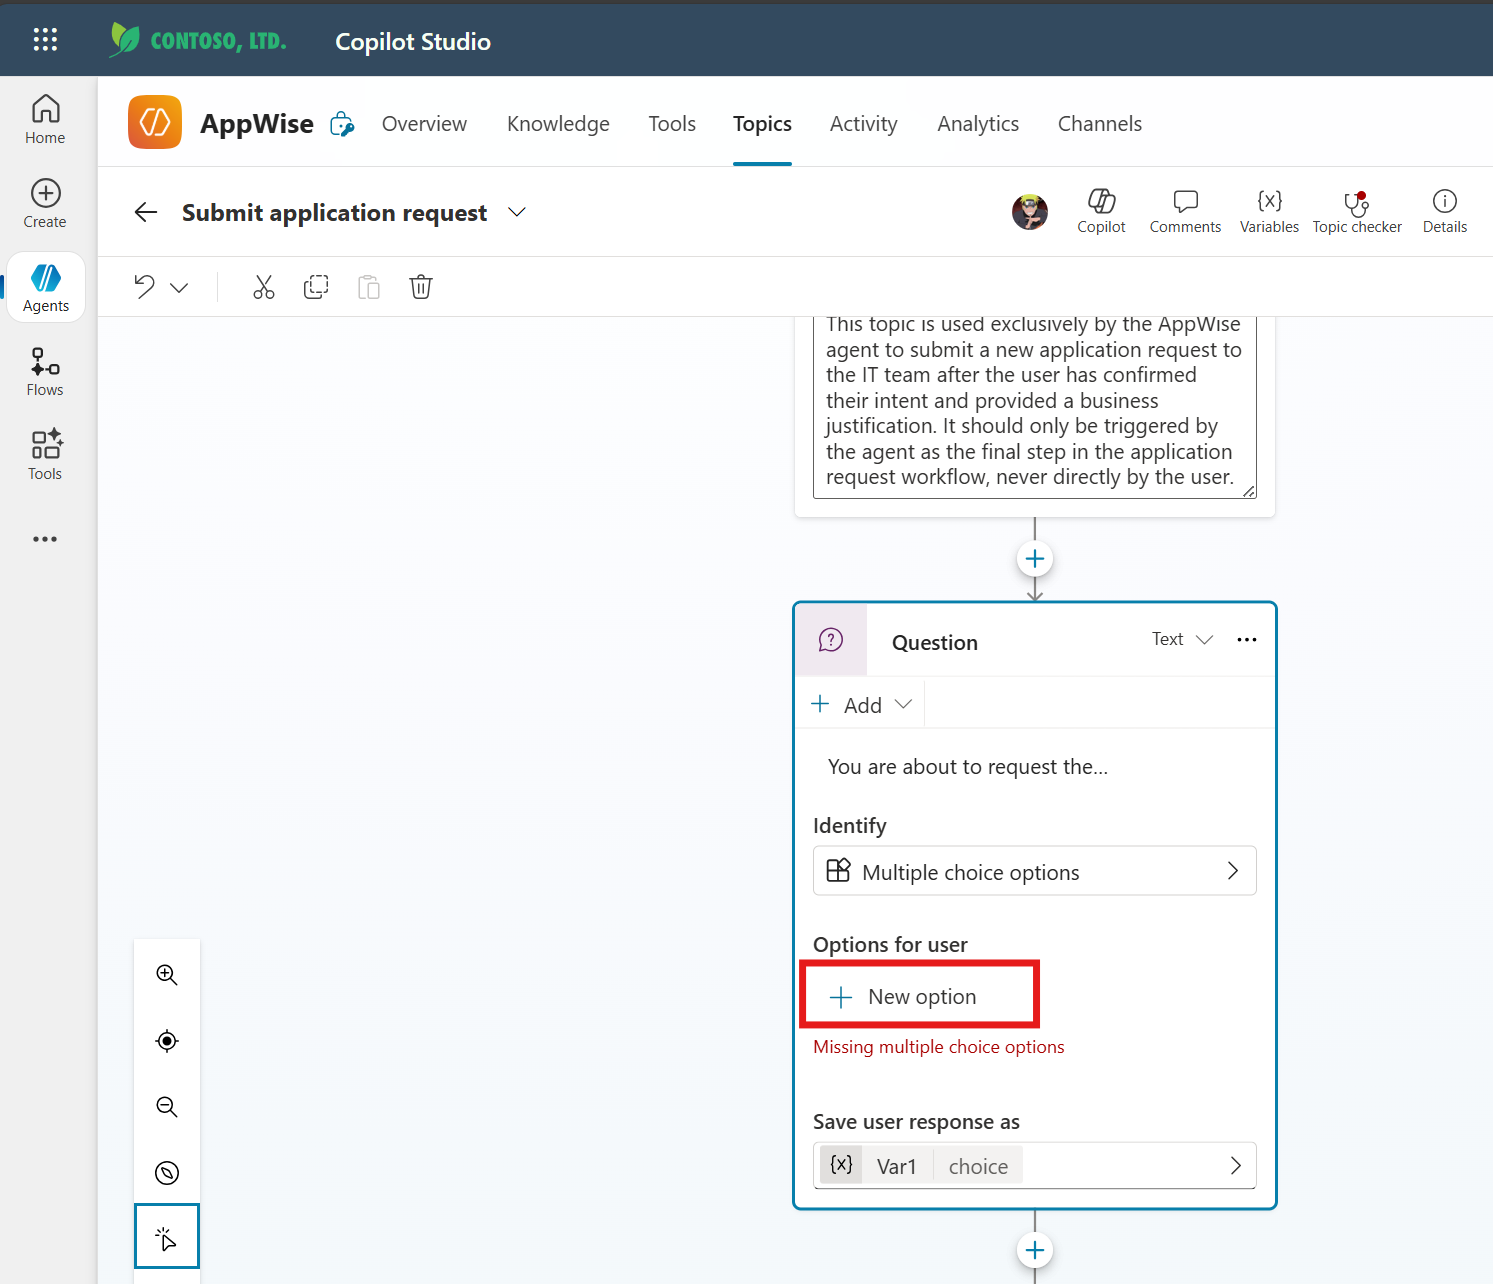 CONTOSO, LTD.
Copilot Studio
Home
Create
Agents
Flows
Tools
AppWise
Overview
Knowledge
Tools
Topics
Activity
Analytics
Channels
Submit application request
Copilot
Comments
{x}
Variables
Topic checker
Details
This topic is used exclusively by the AppWise
agent to submit a new application request to
the IT team after the user has confirmed
their intent and provided a business
justification. It should only be triggered by
the agent as the final step in the application
request workflow, never directly by the user.
Question
Text
Add
You are about to request the...
Identify
Multiple choice options
Options for user
New option
Missing multiple choice options
Save user response as
{x} Var1 choice